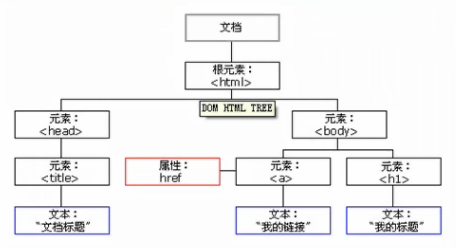 文档
根元素：
<html>
DOM HTML TREE
元素：
<head>
元素：
<body>
元素：
<title>
属性：
href
元素：
<a>
元素：
<h1>
文本：
"文档标题"
文本：
"我的链接"
文本：
"我的标题"